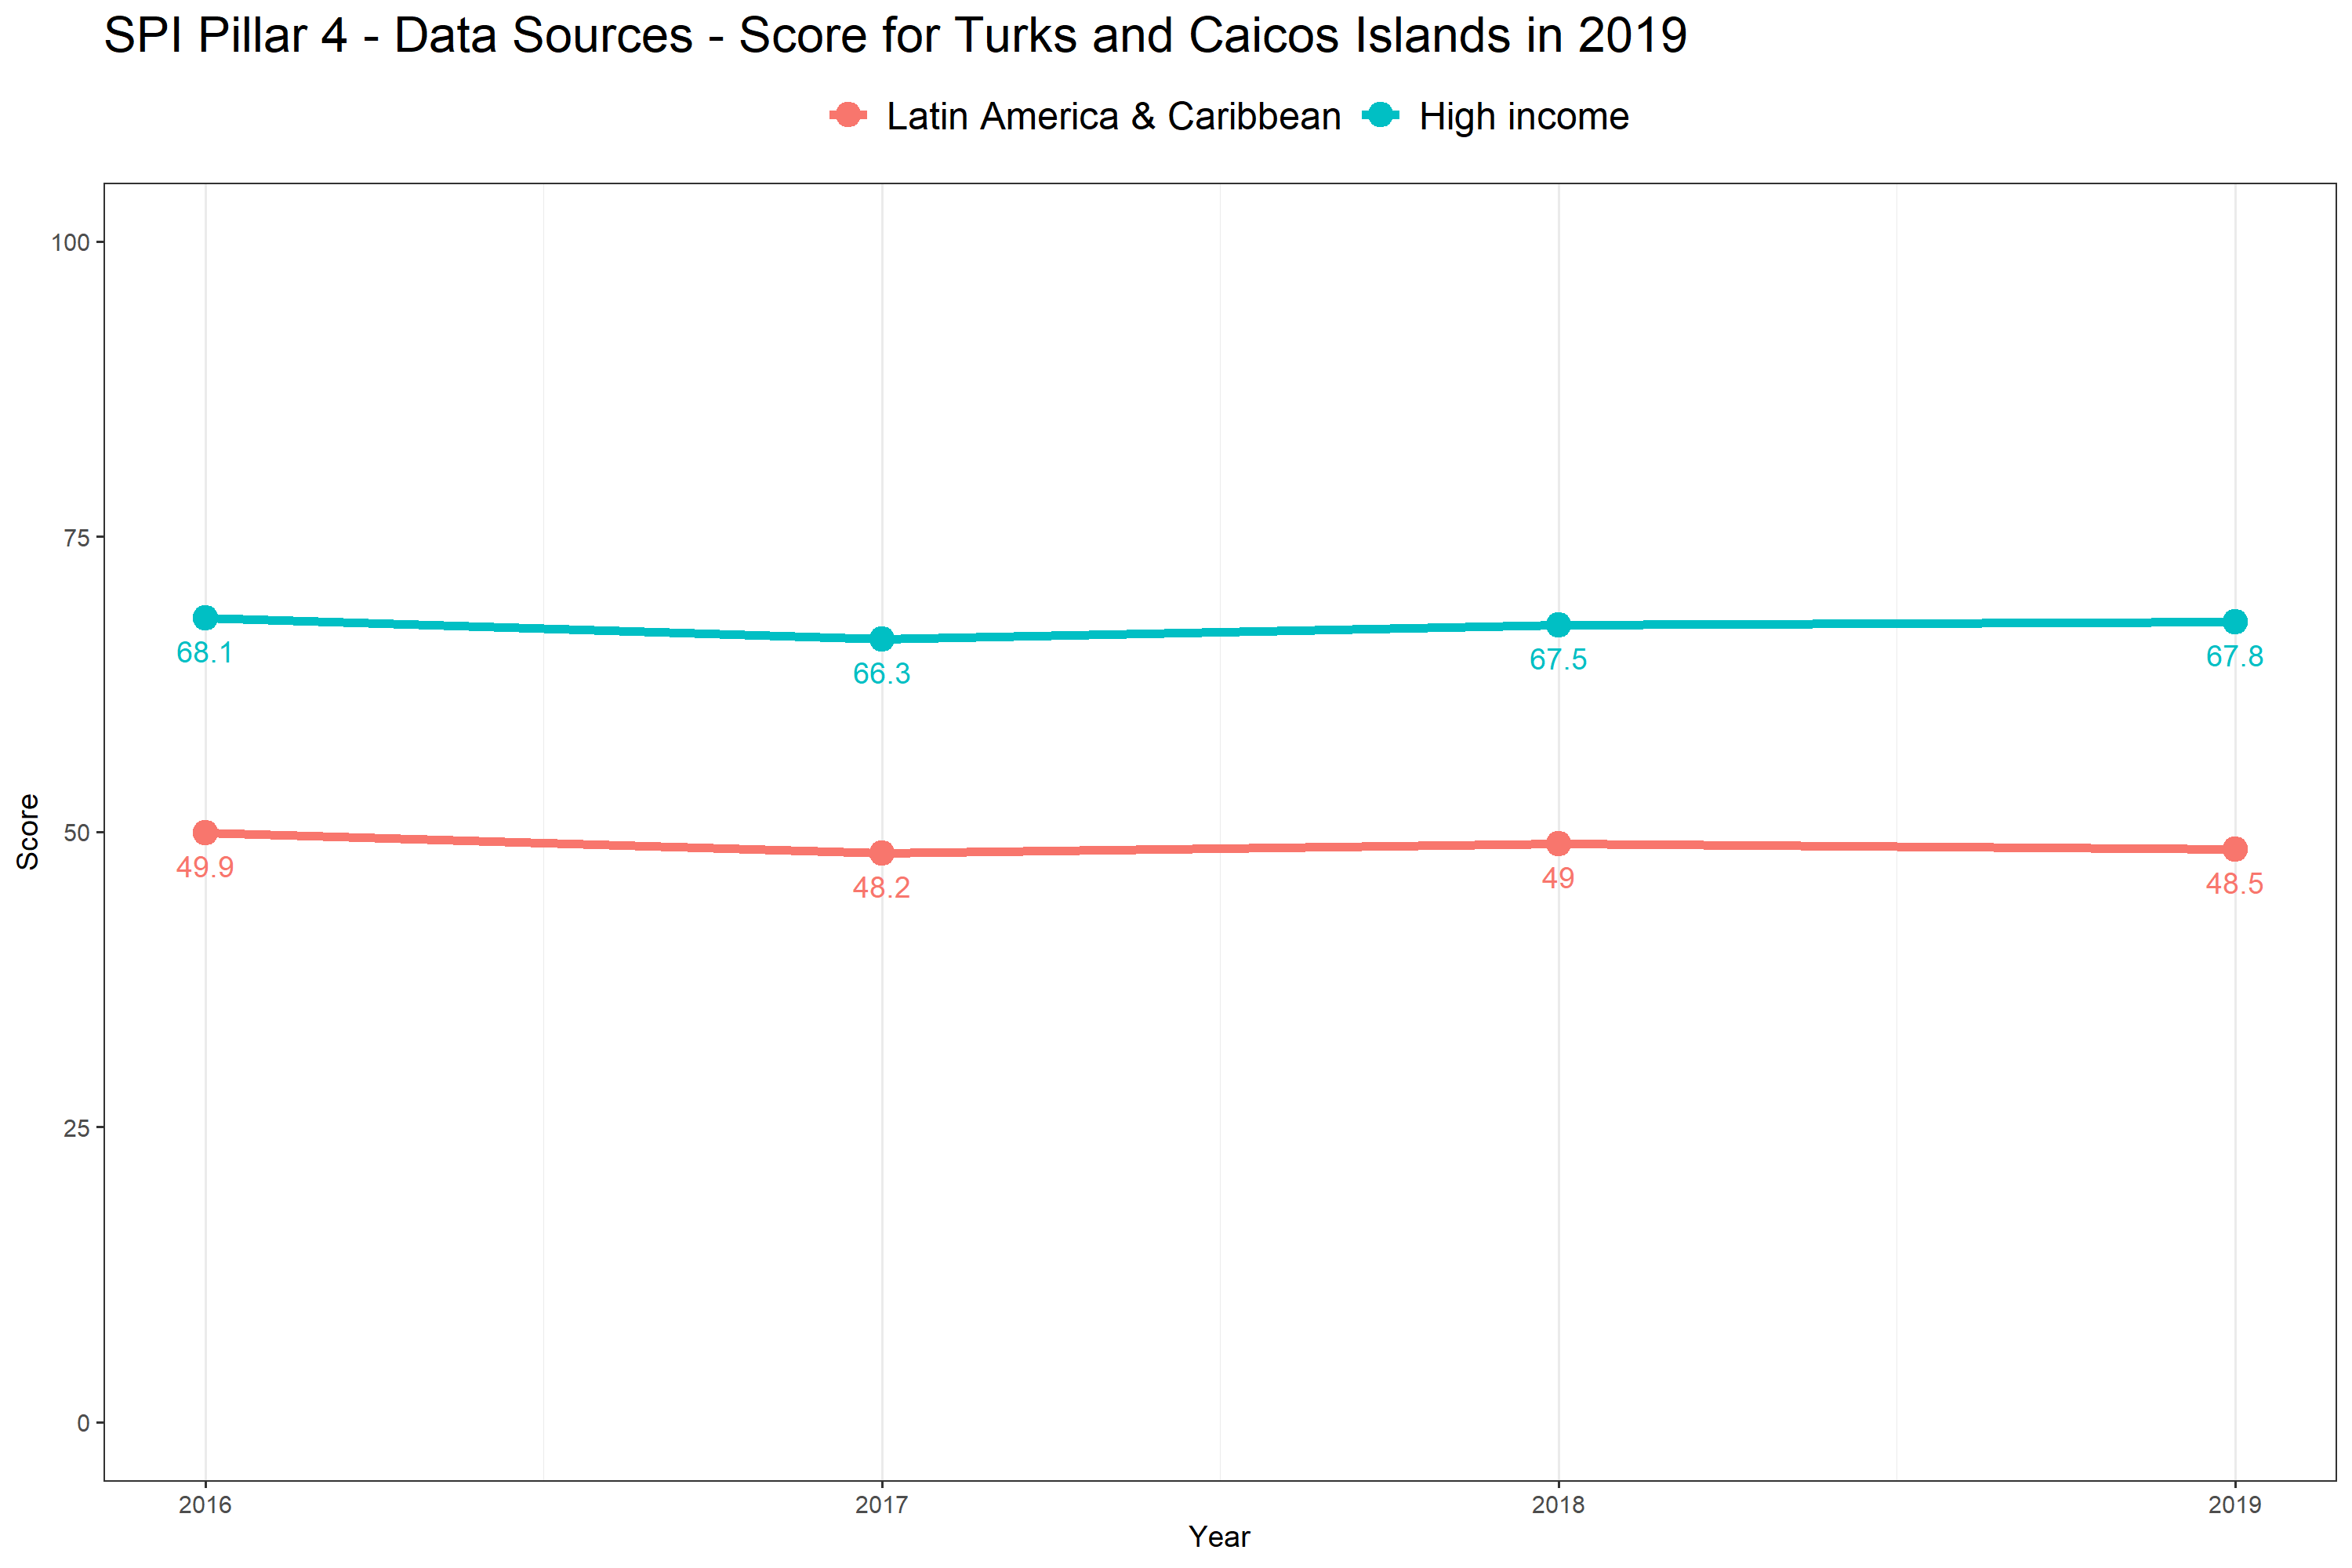 SPI Pillar 4 - Data Sources - Score for Turks and Caicos Islands in 2019
Latin America & Caribbean High income
100
75
50
25
0
Score
68.1
66.3
67.5
67.8
49.9
48.2
49
48.5
2016 2017 2018 2019
Year